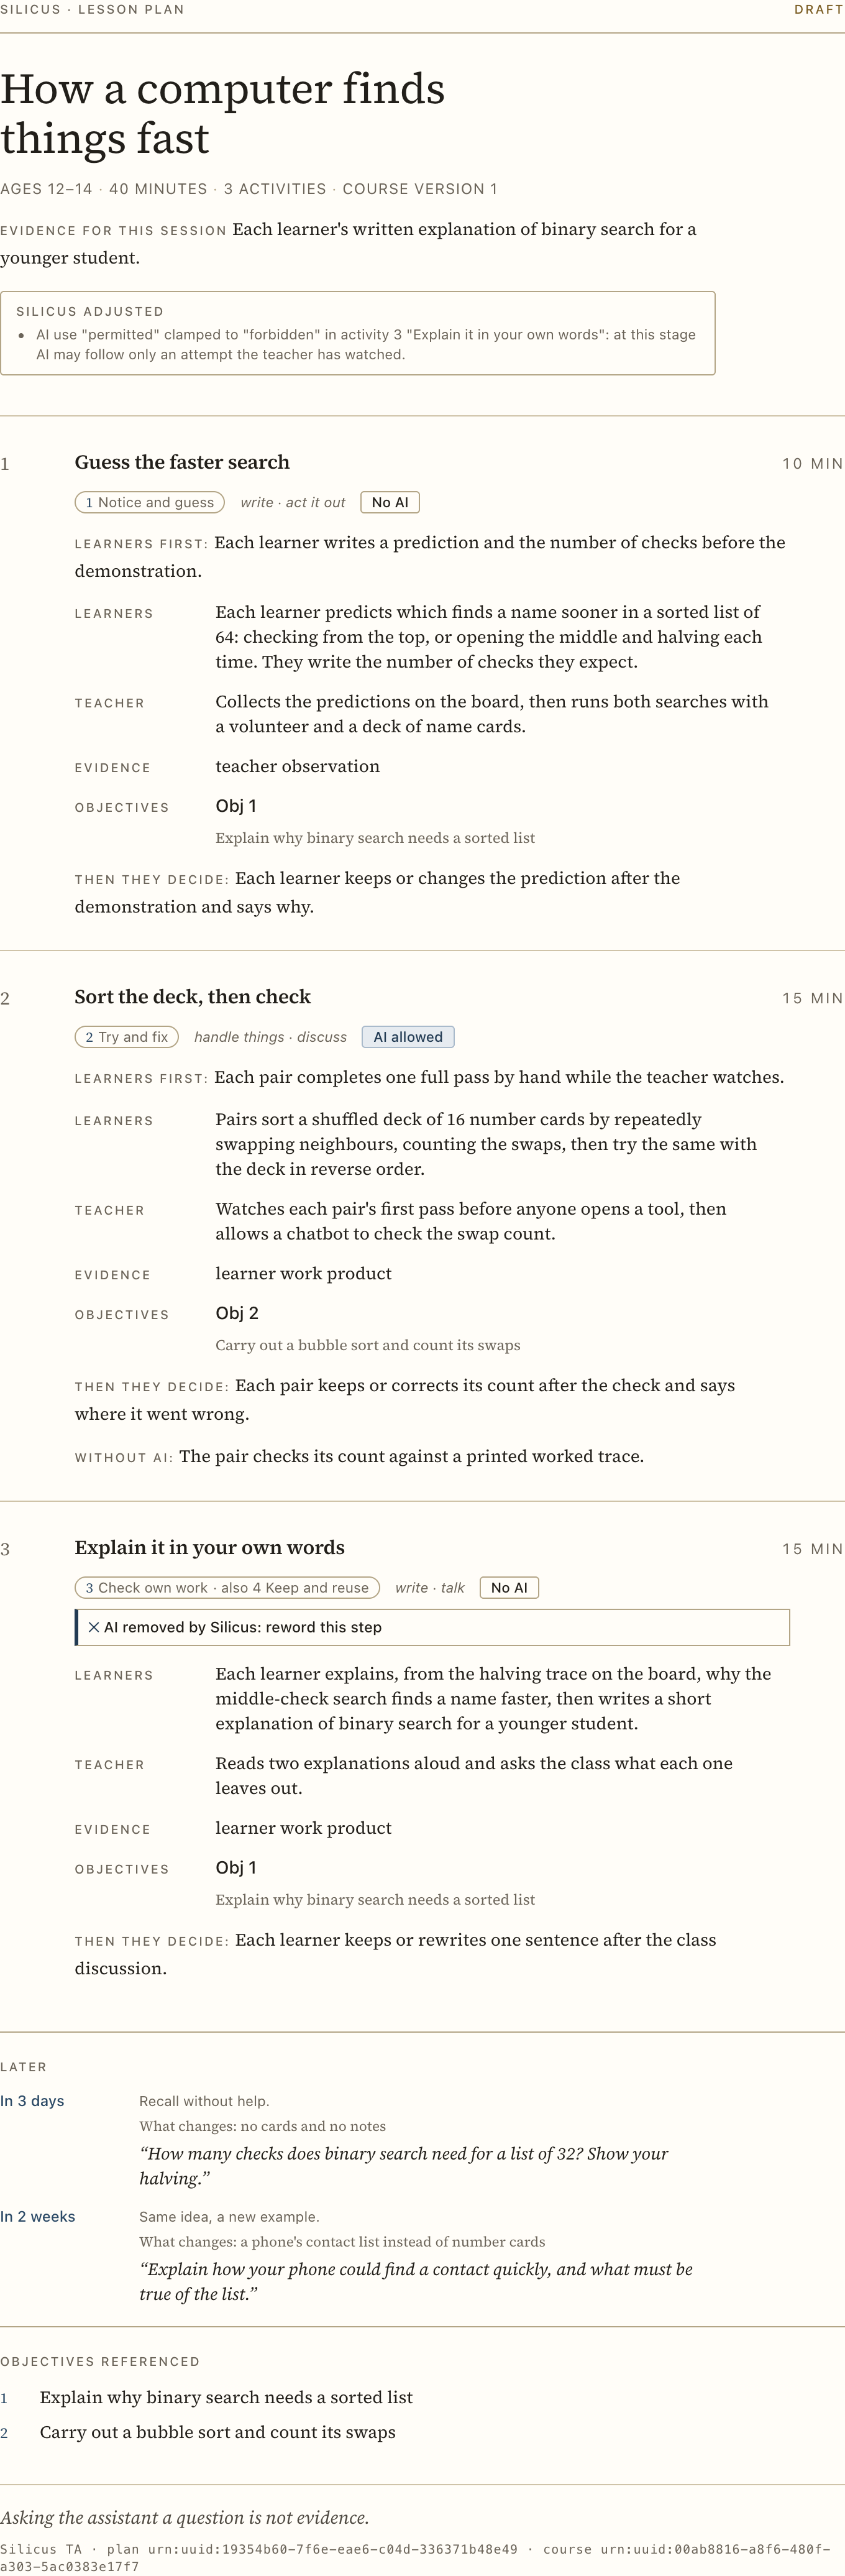 SILICUS · LESSON PLAN DRAFT
How a computer finds
things fast
AGES 12–14 · 40 MINUTES · 3 ACTIVITIES · COURSE VERSION 1
EVIDENCE FOR THIS SESSION Each learner's written explanation of binary search for a
younger student.
SILICUS ADJUSTED
• AI use "permitted" clamped to "forbidden" in activity 3 "Explain it in your own words": at this stage
AI may follow only an attempt the teacher has watched.
1 Guess the faster search 10 MIN
1 Notice and guess write · act it out No AI
LEARNERS FIRST: Each learner writes a prediction and the number of checks before the
demonstration.
LEARNERS Each learner predicts which finds a name sooner in a sorted list of
64: checking from the top, or opening the middle and halving each
time. They write the number of checks they expect.
TEACHER Collects the predictions on the board, then runs both searches with
a volunteer and a deck of name cards.
EVIDENCE teacher observation
OBJECTIVES Obj 1
Explain why binary search needs a sorted list
THEN THEY DECIDE: Each learner keeps or changes the prediction after the
demonstration and says why.
2 Sort the deck, then check 15 MIN
2 Try and fix handle things · discuss AI allowed
LEARNERS FIRST: Each pair completes one full pass by hand while the teacher watches.
LEARNERS Pairs sort a shuffled deck of 16 number cards by repeatedly
swapping neighbours, counting the swaps, then try the same with
the deck in reverse order.
TEACHER Watches each pair's first pass before anyone opens a tool, then
allows a chatbot to check the swap count.
EVIDENCE learner work product
OBJECTIVES Obj 2
Carry out a bubble sort and count its swaps
THEN THEY DECIDE: Each pair keeps or corrects its count after the check and says
where it went wrong.
WITHOUT AI: The pair checks its count against a printed worked trace.
3 Explain it in your own words 15 MIN
3 Check own work · also 4 Keep and reuse write · talk No AI
× AI removed by Silicus: reword this step
LEARNERS Each learner explains, from the halving trace on the board, why the
middle-check search finds a name faster, then writes a short
explanation of binary search for a younger student.
TEACHER Reads two explanations aloud and asks the class what each one
leaves out.
EVIDENCE learner work product
OBJECTIVES Obj 1
Explain why binary search needs a sorted list
THEN THEY DECIDE: Each learner keeps or rewrites one sentence after the class
discussion.
LATER
In 3 days Recall without help.
What changes: no cards and no notes
“How many checks does binary search need for a list of 32? Show your
halving.”
In 2 weeks Same idea, a new example.
What changes: a phone's contact list instead of number cards
“Explain how your phone could find a contact quickly, and what must be
true of the list.”
OBJECTIVES REFERENCED
1 Explain why binary search needs a sorted list
2 Carry out a bubble sort and count its swaps
Asking the assistant a question is not evidence.
Silicus TA · plan urn:uuid:19354b60-7f6e-eae6-c04d-336371b48e49 · course urn:uuid:00ab8816-a8f6-480f-
a303-5ac0383e17f7